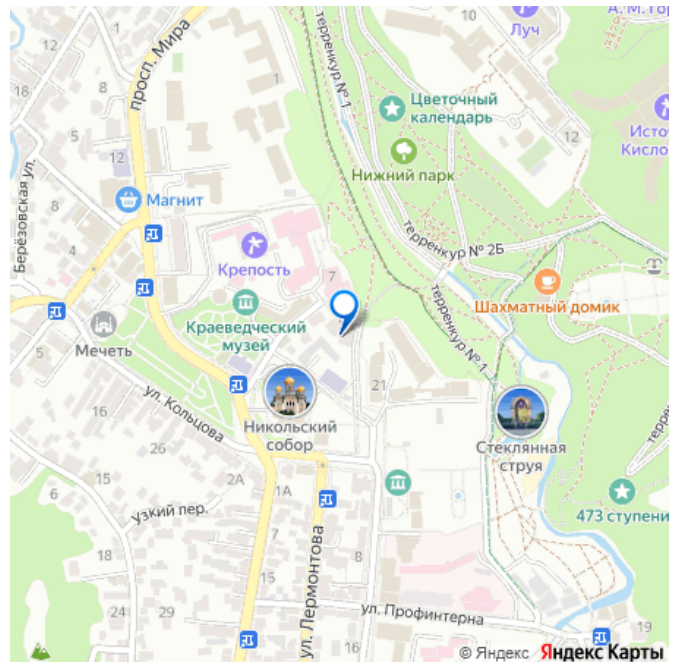 А. М. Гор
10
Луч
просп. Мира
1
8
терренкур № 1
1
Цветочный
календарь
12
Исто
Кисло
5
12
Нижний парк
Берёзовская ул.
8
Магнит
терренкур № 2Б
4
Крепость
7
терренкур № 1
Шахматный домик
Краеведческий
музей
Мечеть
5
21
16
ул. Кольцова
Никольский
собор
Стеклянная
струя
26
2А
6
узкий пер.
1А
473 ступени
7
ул. Лермонтова
8
18
15
24
29
ул. Профинтерна
19
© Яндекс Яндекс Карты